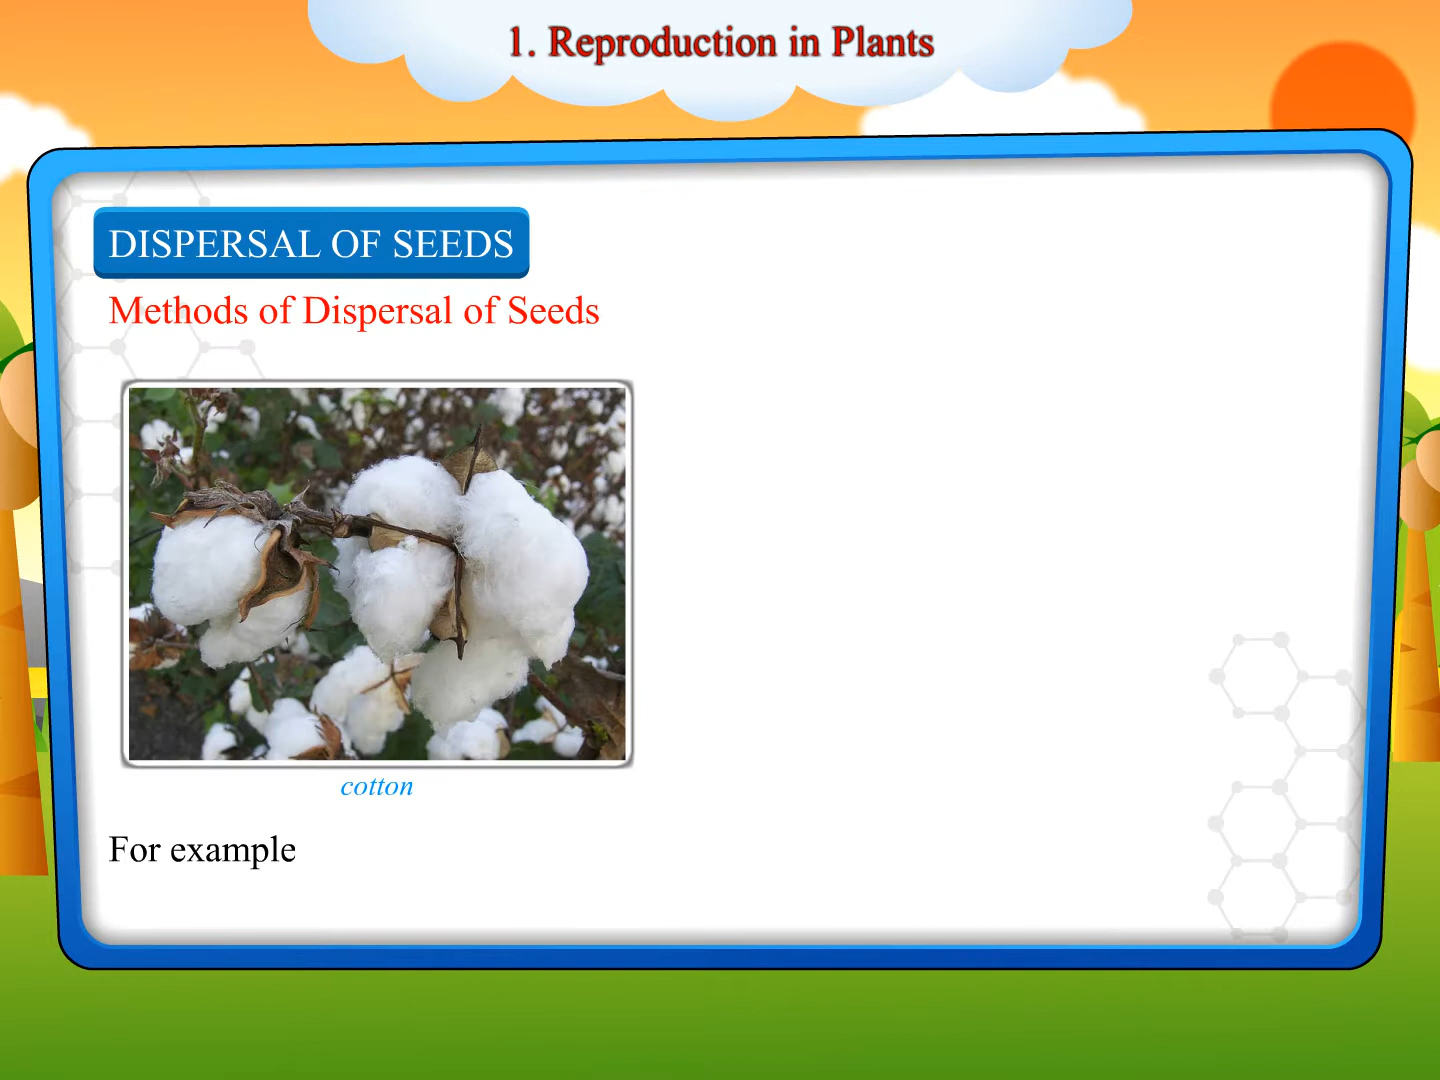 1. Reproduction in Plants
DISPERSAL OF SEEDS
Methods of Dispersal of Seeds
cotton
For example